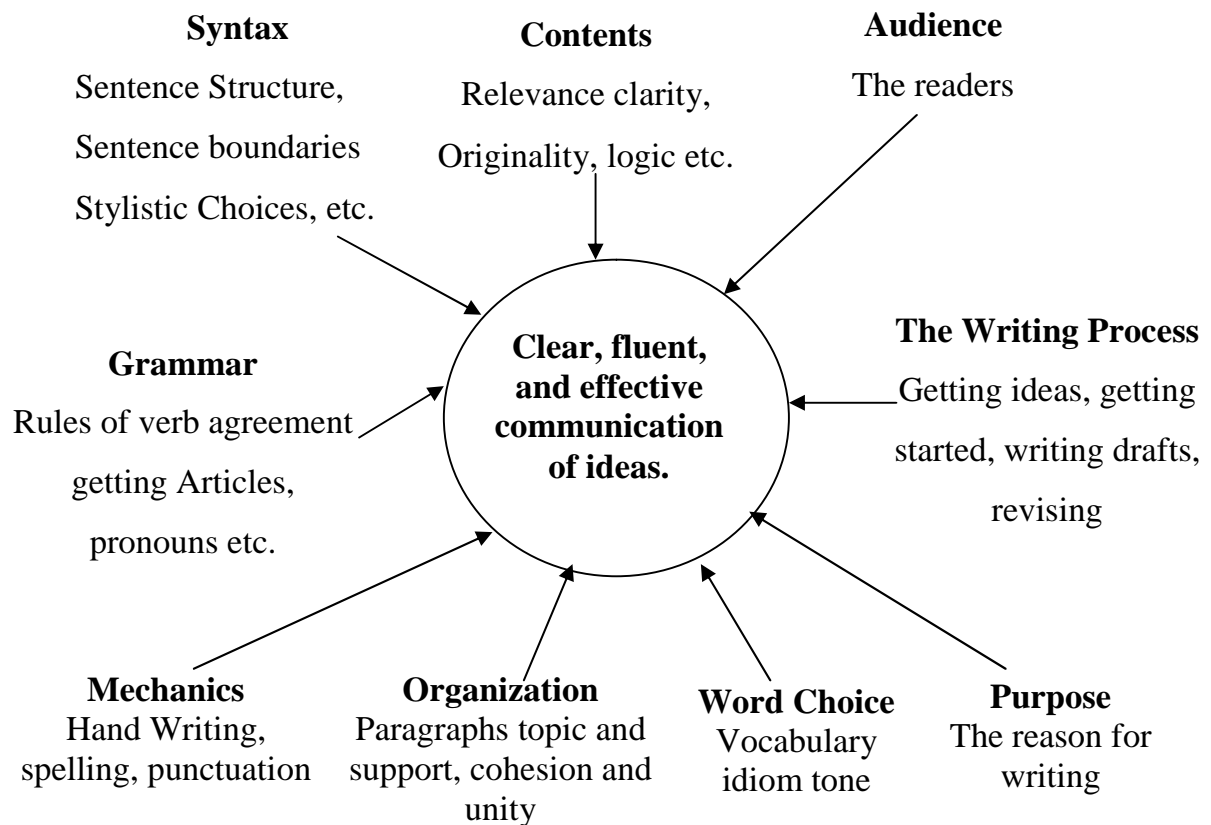 Syntax
Sentence Structure,
Sentence boundaries
Stylistic Choices, etc.
Contents
Relevance clarity,
Originality, logic etc.
Audience
The readers
Grammar
Rules of verb agreement
getting Articles,
pronouns etc.
Clear, fluent,
and effective
communication
of ideas.
The Writing Process
Getting ideas, getting
started, writing drafts,
revising
Mechanics
Hand Writing,
spelling, punctuation
Organization
Paragraphs topic and
support, cohesion and
unity
Word Choice
Vocabulary
idiom tone
Purpose
The reason for
writing